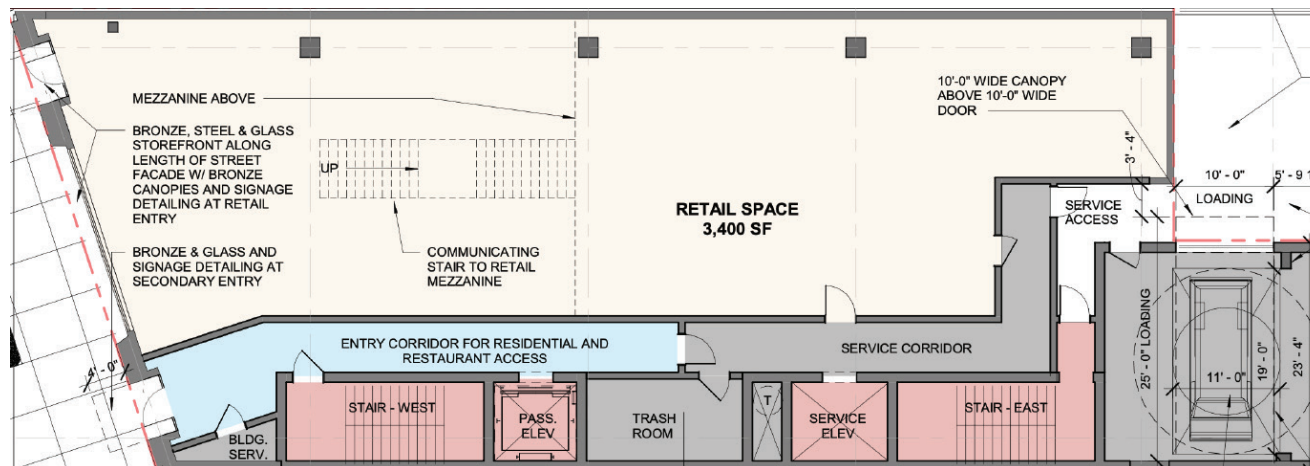 MEZZANINE ABOVE
BRONZE, STEEL & GLASS
STOREFRONT ALONG
LENGTH OF STREET
FACADE W/ BRONZE
CANOPIES AND SIGNAGE
DETAILING AT RETAIL
ENTRY
BRONZE & GLASS AND
SIGNAGE DETAILING AT
SECONDARY ENTRY
UP
COMMUNICATING
STAIR TO RETAIL
MEZZANINE
RETAIL SPACE
3,400 SF
10'-0" WIDE CANOPY
ABOVE 10'-0" WIDE
DOOR
3' - 4"
10' - 0"
5' - 9
LOADING
SERVICE
ACCESS
ENTRY CORRIDOR FOR RESIDENTIAL AND
RESTAURANT ACCESS
SERVICE CORRIDOR
4' - 0"
STAIR - WEST
BLDG.
SERV.
PASS.
ELEV
TRASH
ROOM
T
SERVICE
ELEV
STAIR - EAST
25' - 0" LOADING
11' - 0"
19' - 0"
23' - 4"